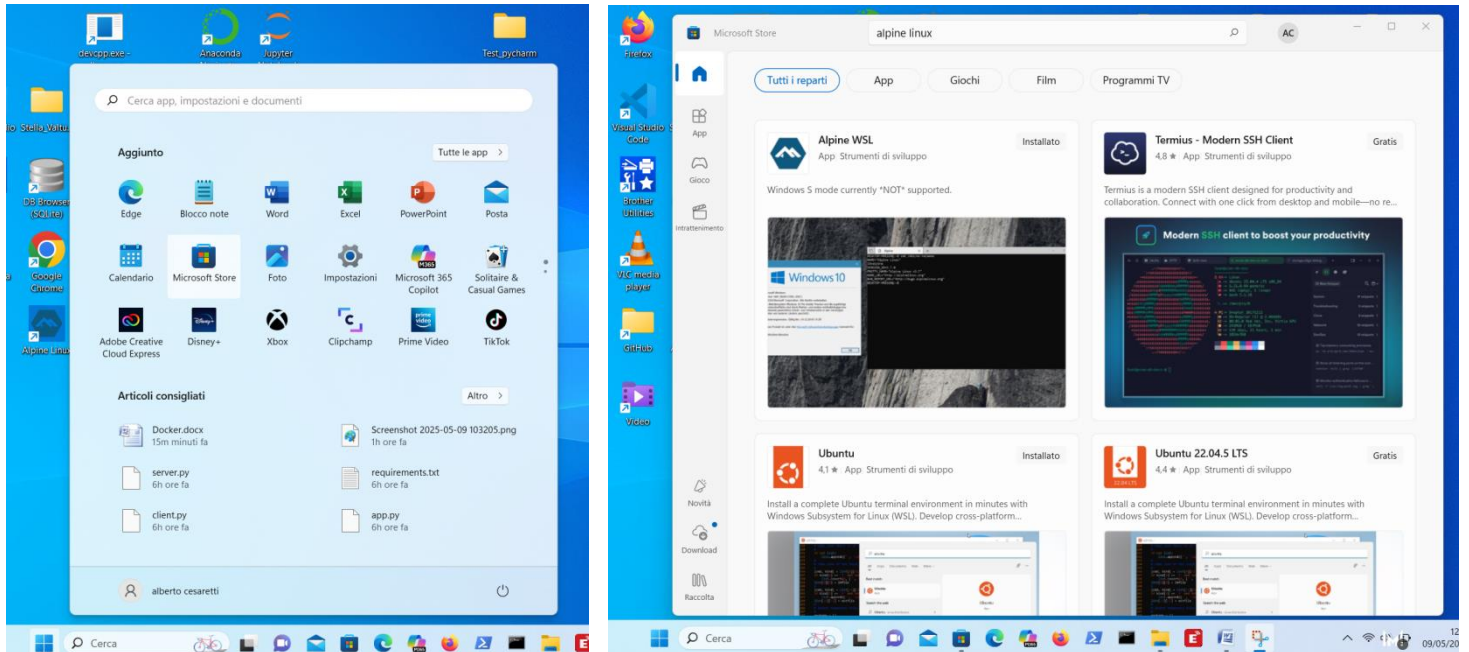 devcpp.exe -
Anaconda
Jupyter
Test_pycharm
Cerca app, impostazioni e documenti
Stella_Valtu
DB Browser
(SQLite)
Google
Chrome
Alpine Linu
Aggiunto
Tutte le app
Edge
Blocco note
Word
Excel
PowerPoint
Posta
Calendario
Microsoft Store
Foto
Impostazioni
Microsoft 365
Copilot
Solitaire &
Casual Games
Adobe Creative
Cloud Express
Disney+
Xbox
Clipchamp
Prime Video
TikTok
Articoli consigliati
Altro
Docker.docx
15m minuti fa
Screenshot 2025-05-09 103205.png
1h ore fa
server.py
6h ore fa
requirements.txt
6h ore fa
client.py
6h ore fa
app.py
6h ore fa
alberto cesaretti
Cerca
Firefox
Visual Studio
Code
Brother
Utilities
VLC media
player
GitHub
Video
Microsoft Store
alpine linux
AC
Tutti i reparti
App
Giochi
Film
Programmi TV
App
Gioco
Intrattenimento
Novità
Download
Raccolta
Alpine WSL
Installato
App Strumenti di sviluppo
Windows S mode currently *NOT* supported.
Windows 10
Termius - Modern SSH Client
Gratis
4,8 ★ App Strumenti di sviluppo
Termius is a modern SSH client designed for productivity and
collaboration. Connect with one click from desktop and mobile—no re...
Modern SSH client to boost your productivity
Ubuntu
Installato
4,1 ★ App Strumenti di sviluppo
Install a complete Ubuntu terminal environment in minutes with
Windows Subsystem for Linux (WSL). Develop cross-platform...
Ubuntu 22.04.5 LTS
Gratis
4,4 ★ App Strumenti di sviluppo
Install a complete Ubuntu terminal environment in minutes with
Windows Subsystem for Linux (WSL). Develop cross-platform...
Cerca
12
09/05/20